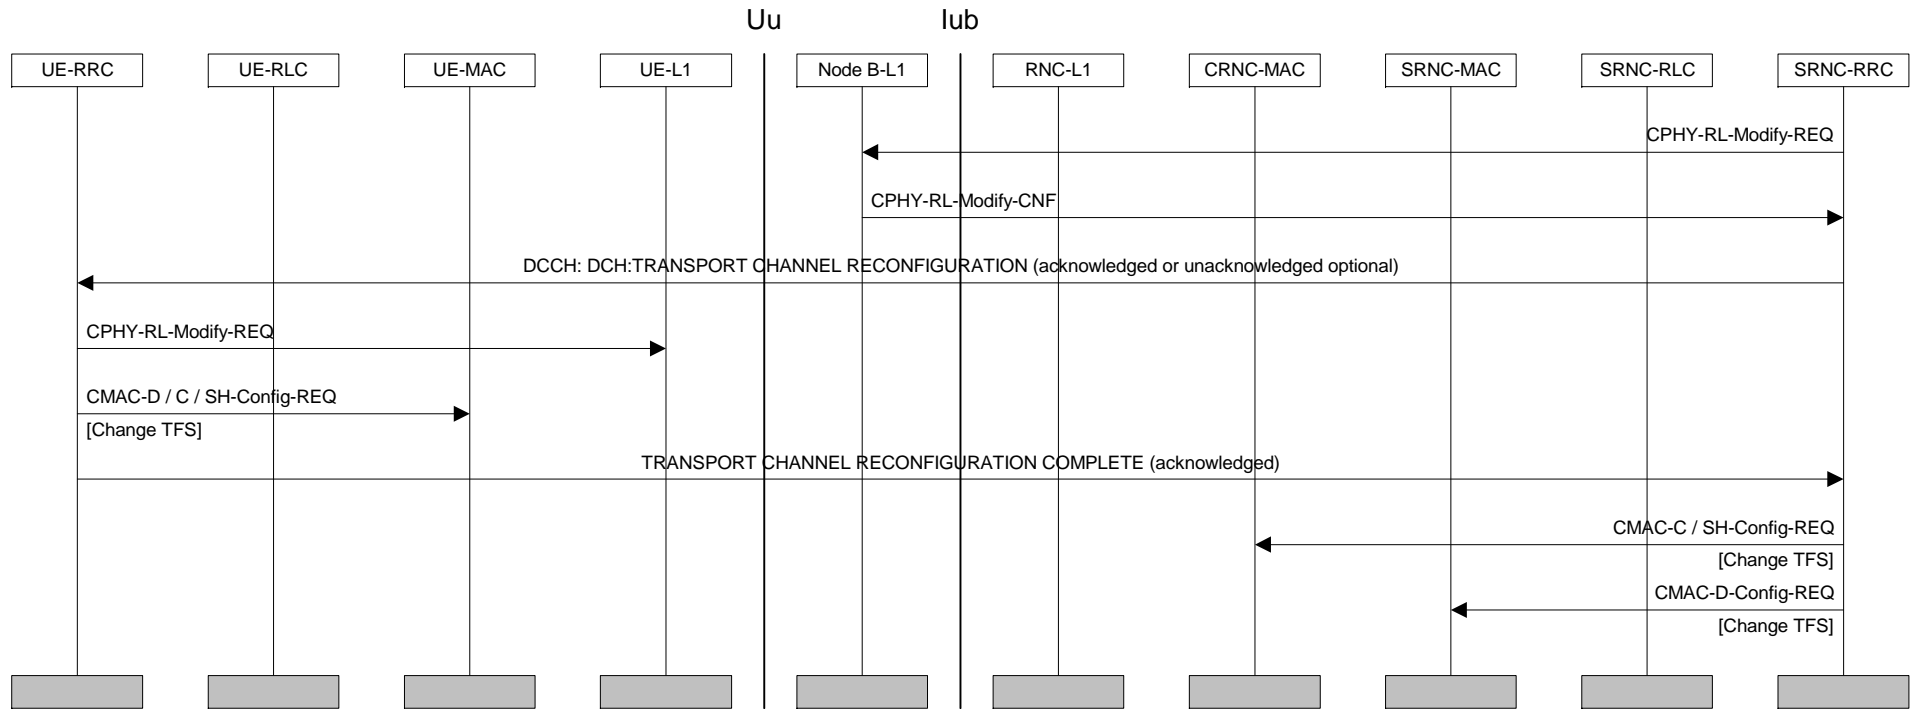 Uu Iub
UE-RRC UE-RLC UE-MAC UE-L1 Node B-L1 RNC-L1 CRNC-MAC SRNC-MAC SRNC-RLC SRNC-RRC
CPHY-RL-Modify-REQ
CPHY-RL-Modify-CNF
DCCH: DCH:TRANSPORT CHANNEL RECONFIGURATION (acknowledged or unacknowledged optional)
CPHY-RL-Modify-REQ
CMAC-D / C / SH-Config-REQ
[Change TFS]
TRANSPORT CHANNEL RECONFIGURATION COMPLETE (acknowledged)
CMAC-C / SH-Config-REQ
[Change TFS]
CMAC-D-Config-REQ
[Change TFS]